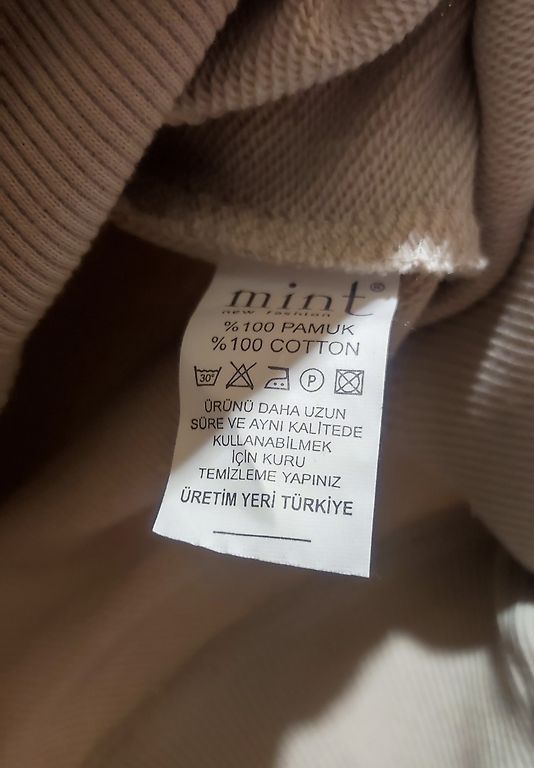 mint®
new fashion
%100 PAMUK
%100 COTTON
30° P
ÜRÜNÜ DAHA UZUN
SÜRE VE AYNI KALİTEDE
KULLANABİLMEK
İÇİN KURU
TEMİZLEME YAPINIZ
ÜRETİM YERİ TÜRKİYE